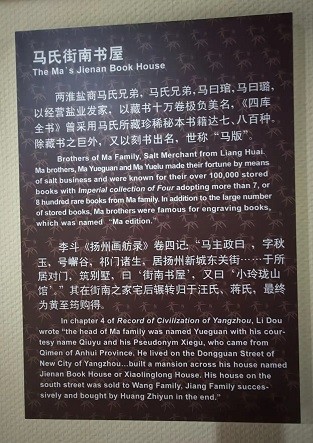 马氏街南书屋
The Ma's Jienan Book House
两淮盐商马氏兄弟，马氏兄弟，马曰琯、马曰璐，
以经营盐业发家，以藏书十万卷极负美名，《四库
全书》曾采用马氏所藏珍稀秘本书籍达七、八百种。
除藏书之巨外，又以刻书出名，世称“马版”。
Brothers of Ma Family, Salt Merchant from Liang Huai.
Ma brothers, Ma Yueguan and Ma Yuelu made their fortune by means
of salt business and were known for their over 100,000 stored
books with Imperial collection of Four adopting more than 7, or
8 hundred rare books from Ma family. In addition to the large number
of stored books, Ma brothers were famous for engraving books,
which was named “Ma edition.”
李斗《扬州画舫录》卷四记：“马主政曰 ，字秋
玉，号懈谷，祁门诸生，居扬州新城东关街……于所
居对门，筑别墅，曰‘街南书屋’，又曰‘小玲珑山
馆’。”其在街南之家宅后辗转归于汪氏、蒋氏，最终
为黄至筠购得。
In chapter 4 of Record of Civilization of Yangzhou, Li Dou
wrote “the head of Ma family was named Yueguan with his cour-
tesy name Qiuyu and his Pseudonym Xiegu, who came from
Qimen of Anhui Province. He lived on the Dongguan Street of
New City of Yangzhou...built a mansion across his house named
Jienan Book House or Xiaolinglong House. His house on the
south street was sold to Wang Family, Jiang Family succes-
sively and bought by Huang Zhiyun in the end.”